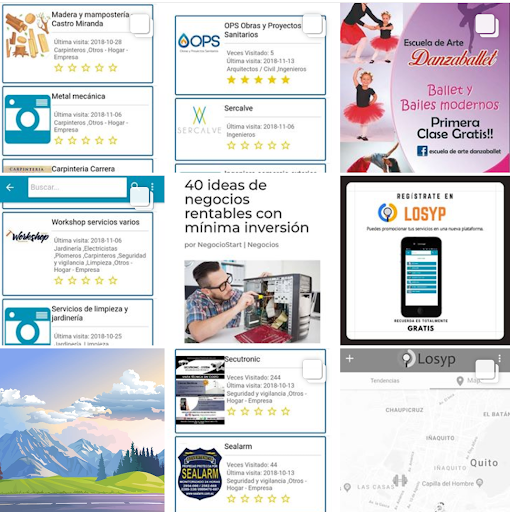 Madera y mampostería
Castro Miranda
Última visita: 2018-10-28
Carpinteros ,Otros - Hogar -
Empresa
Metal mecánica
Última visita: 2018-11-06
Carpinteros ,Otros - Hogar -
Empresa
CARPINTERIA
Carpinteria Carrera
OPS
OPS Obras y Proyectos
Sanitarios
Veces Visitado: 5
Última visita: 2018-11-13
Arquitectos / Civil ,Ingenieros
SERCALVE
Sercalve
Última visita: 2018-11-06
Ingenieros
Escuela de Arte
Danzaballet
Ballet y
Bailes modernos
Primera
Clase Gratis!!
escuela de arte danzaballet
Buscar...
Workshop
Workshop servicios varios
Última visita: 2018-11-06
Jardinería ,Electricistas
,Plomeros ,Carpinteros ,Seguridad
y vigilancia ,Limpieza ,Otros -
Hogar - Empresa
Servicios de limpieza y
jardinería
Última visita: 2018-10-25
Jardinería ,Limpieza
40 ideas de
negocios
rentables con
mínima inversión
por NegocioStart | Negocios
REGÍSTRATE EN
LOSYP
Puedes promocionar tus servicios en una nueva plataforma.
RECUERDA ES TOTALMENTE
GRATIS
Secutronic
Veces Visitado: 244
Última visita: 2018-10-13
Seguridad y vigilancia ,Otros -
Hogar - Empresa
SEALARM
Sealarm
Veces Visitado: 44
Última visita: 2018-10-13
Seguridad y vigilancia ,Otros -
Hogar - Empresa
Losyp
Tendencias
Map
CHAUPICRUZ
EL BATÁN
IÑAQUITO
IÑAQUITO
Quito
LAS CASAS
Capilla del Hombre